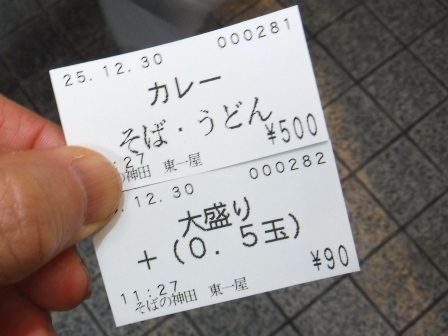 25.12.30 000281
カレー
そば・うどん
¥500
:27
の神田 東一屋
.12.30 000282
大盛り
+(0.5玉)
¥90
11:27
そばの神田 東一屋